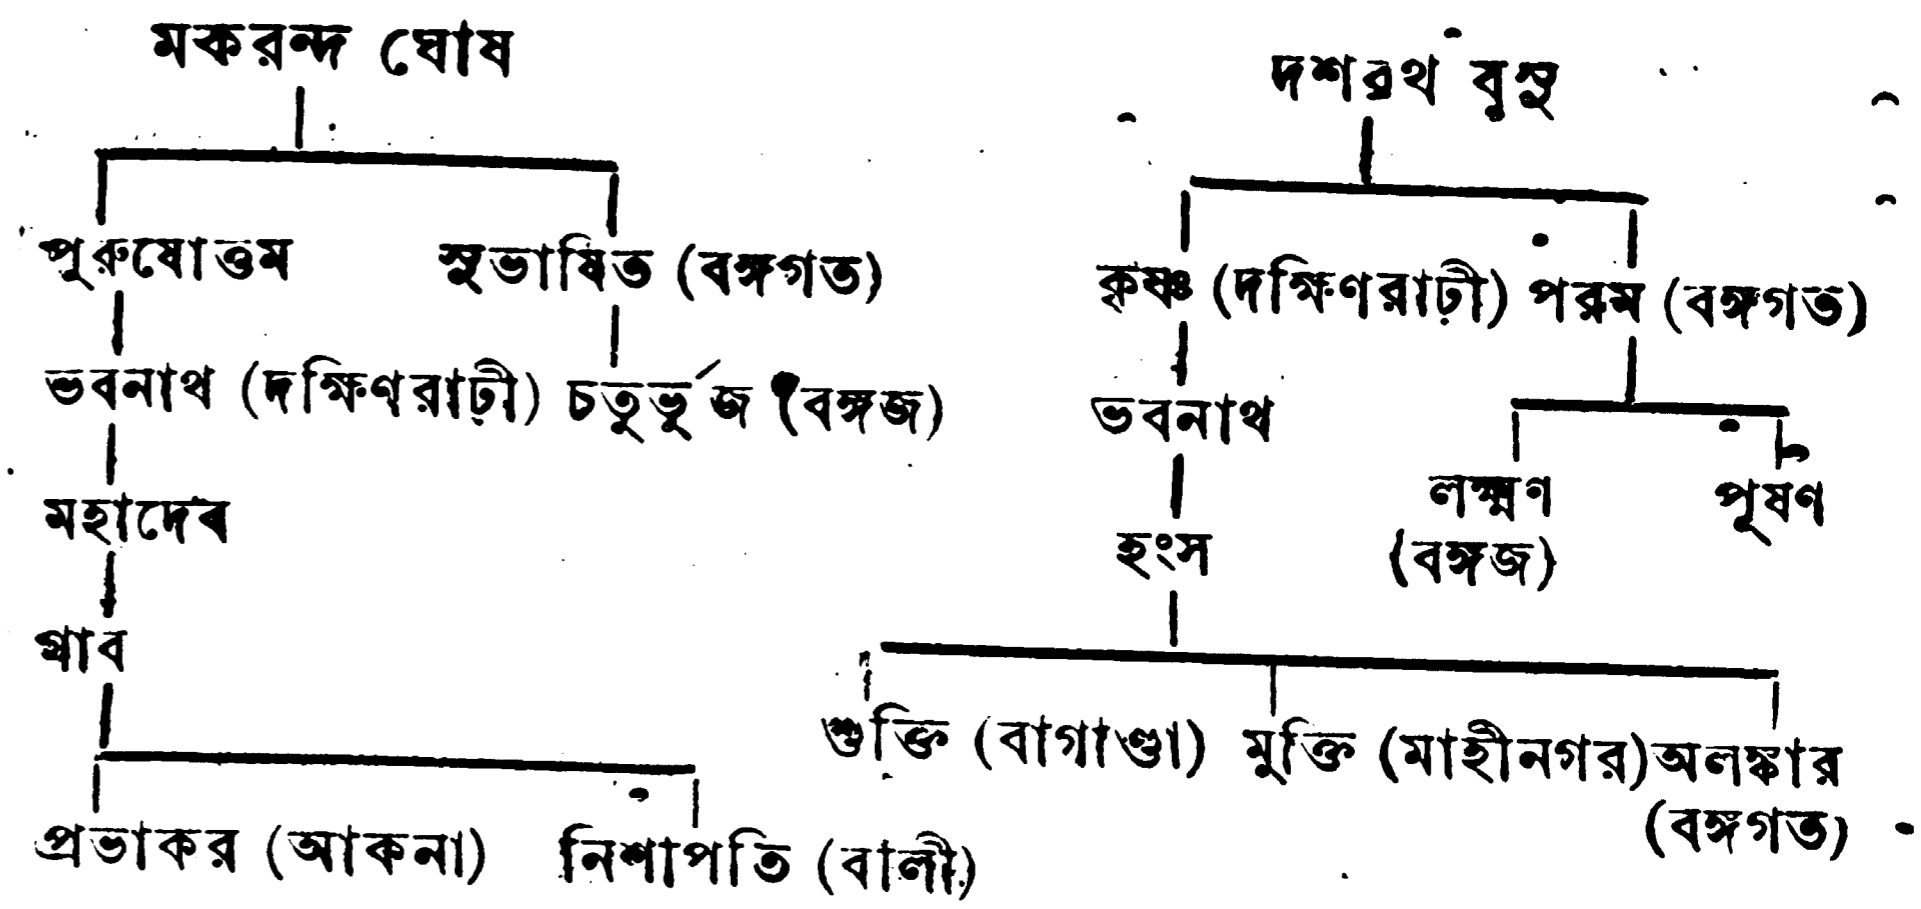 মকরন্দ ঘোষ
পুরুষোত্তম সুভাষিত (বঙ্গগত)
ভবনাথ (দক্ষিণরাঢ়ী) চতুর্ভুজ (বঙ্গজ)
মহাদেব
গাব
প্রভাকর (আকনা) নিশাপতি (বালী)
দশরথ বসু
কৃষ্ণ (দক্ষিণরাঢ়ী) পরম (বঙ্গগত)
ভবনাথ
লক্ষ্মণ পূষণ
(বঙ্গজ)
হংস
শুক্তি (বাগাণ্ডা) মুক্তি (মাহীনগর) অলঙ্কার
(বঙ্গগত)